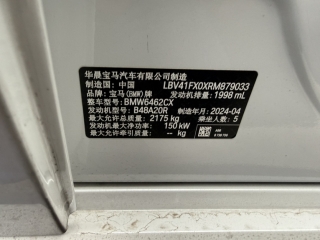 华晨宝马汽车有限公司制造
制造国：中国 LBV41FX0XRM879033
品牌：宝马(BMW)牌 发动机排量：1998 mL
整车型号：BMW6462CX
发动机型号：B48A20R 制造年月：2024-04
最大允许总质量：2175 kg 乘坐人数：5
发动机最大净功率：150 kW
最大允许牵引质量：－ kg